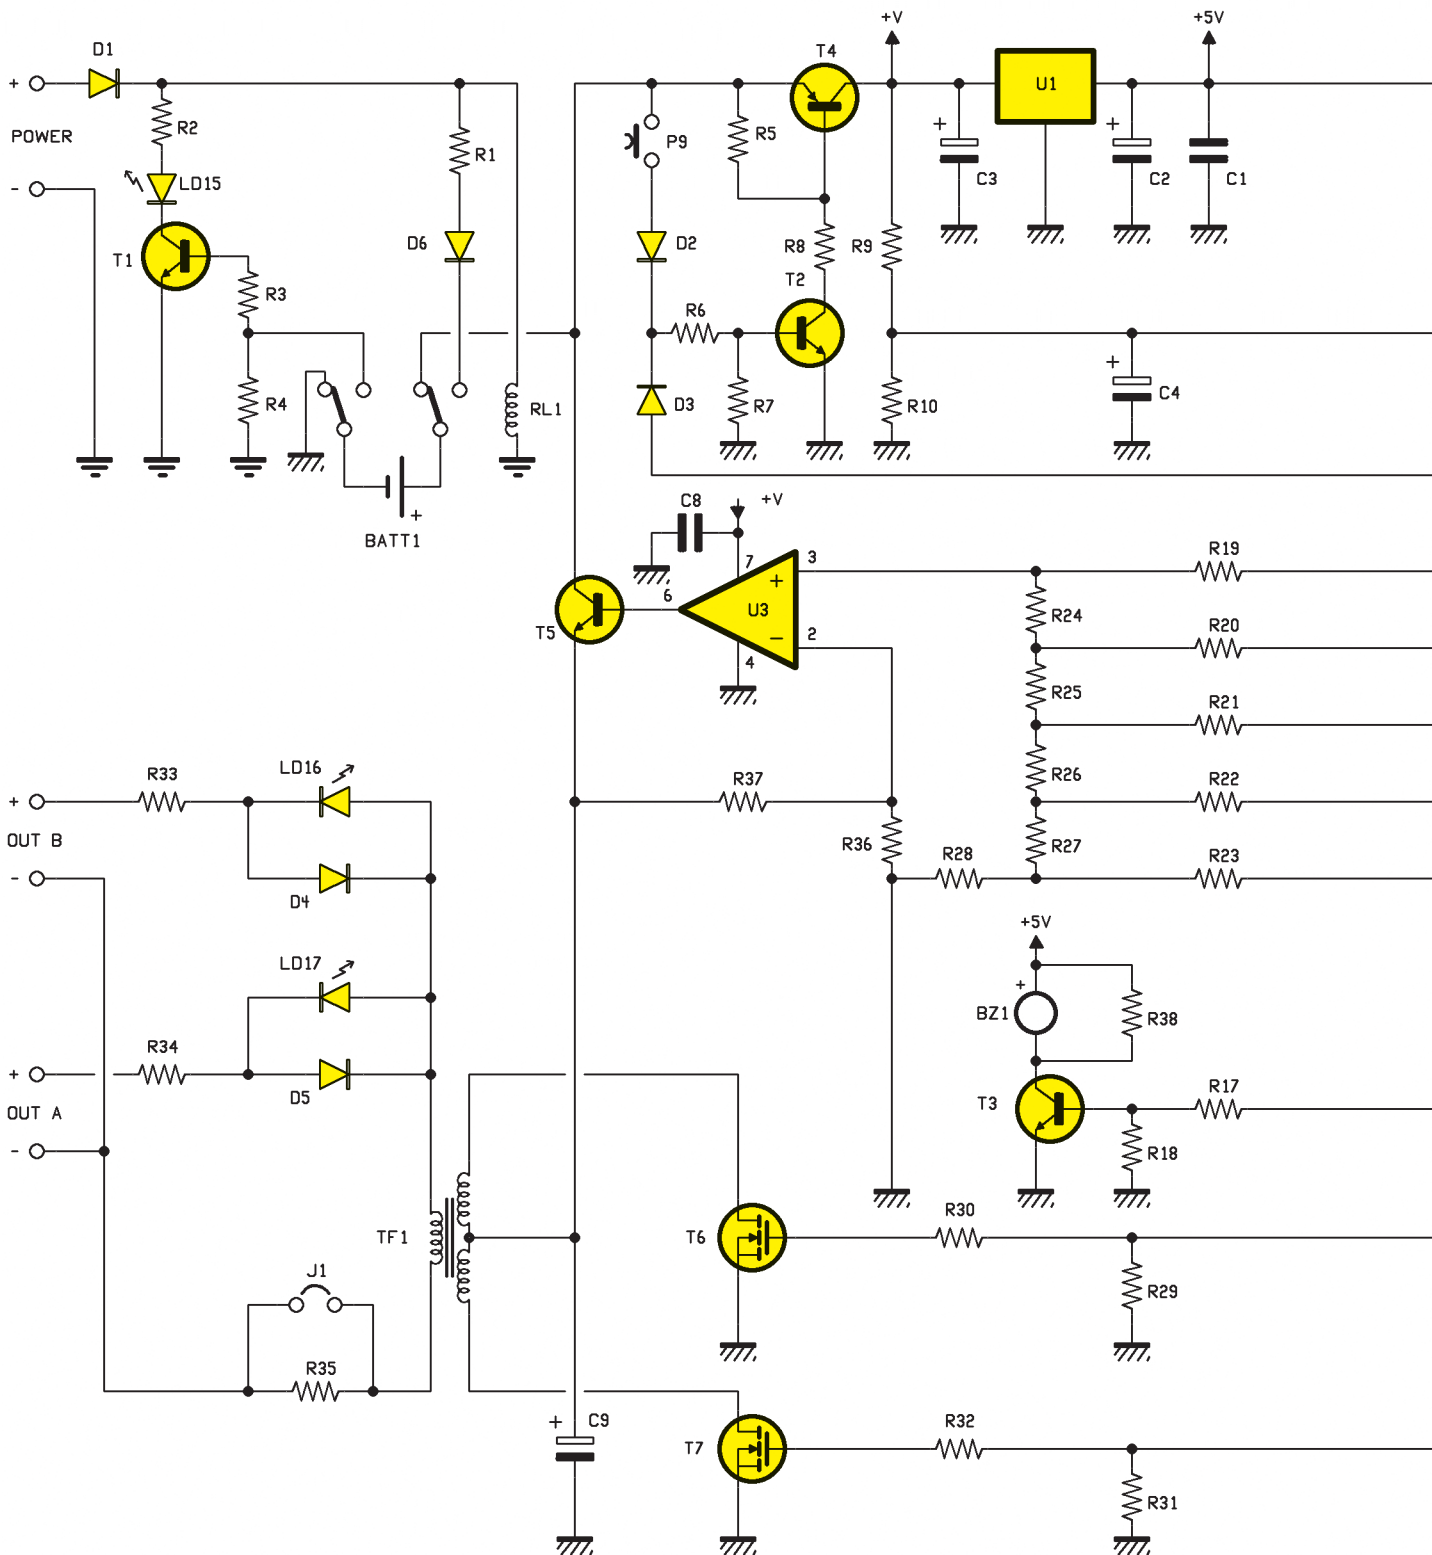 +V
+5V
D1
T4
+
U1
R2
POWER
+
P9
R5
+
+
R1
-
LD15
C3
C2
C1
D6
D2
R8
R9
T1
T2
R3
R6
+
R4
RL1
D3
R7
R10
C4
C8
+V
+
BATT1
7
3
R19
+
6
U3
R24
T5
2
R20
-
4
R25
R21
LD16
R33
R37
R26
R22
+
OUT B
R36
R28
R27
R23
-
D4
+5V
LD17
+
BZ1
R38
R34
+
D5
R17
OUT A
T3
-
R18
R30
TF1
T6
J1
R29
R35
+
C9
R32
T7
R31